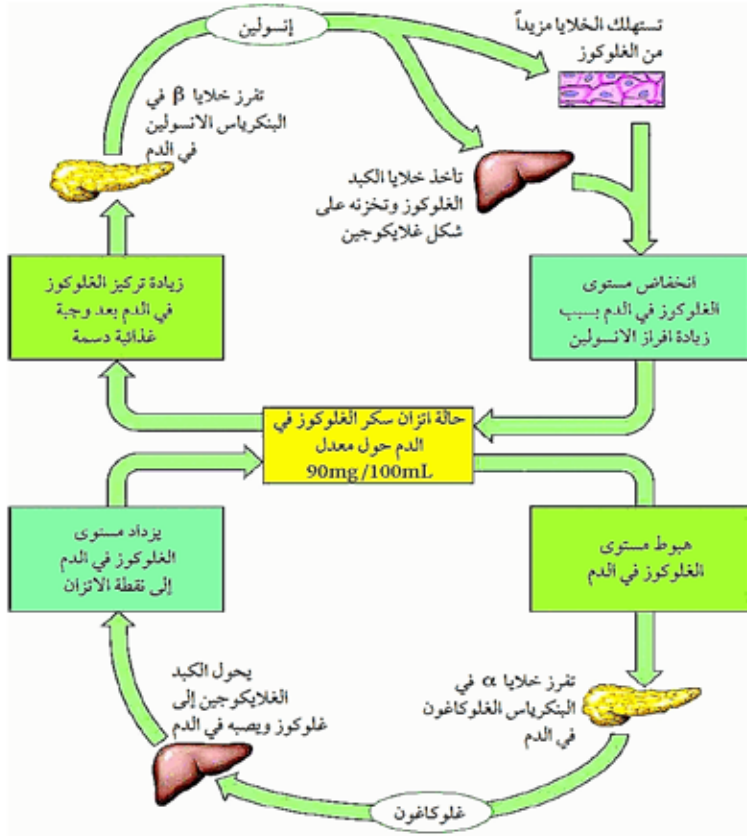 إنسولين
تستهلك الخلايا مزيداً
من الغلوكوز
تفرز خلايا β في
البنكرياس الانسولين
في الدم
تأخذ خلايا الكبد
الغلوكوز وتخزنه على
شكل غلايكوجين
زيادة تركيز الغلوكوز
في الدم بعد وجبة
غذائية دسمة
انخفاض مستوى
الغلوكوز في الدم بسبب
زيادة افراز الانسولين
حالة اتزان سكر الغلوكوز في
الدم حول معدل
90mg/100mL
يزداد مستوى
الغلوكوز في الدم
إلى نقطة الاتزان
هبوط مستوى
الغلوكوز في الدم
تفرز خلايا α في
البنكرياس الغلوكاغون
في الدم
يحول الكبد
الغلايكوجين إلى
غلوكوز ويصبه في الدم
غلوكاغون